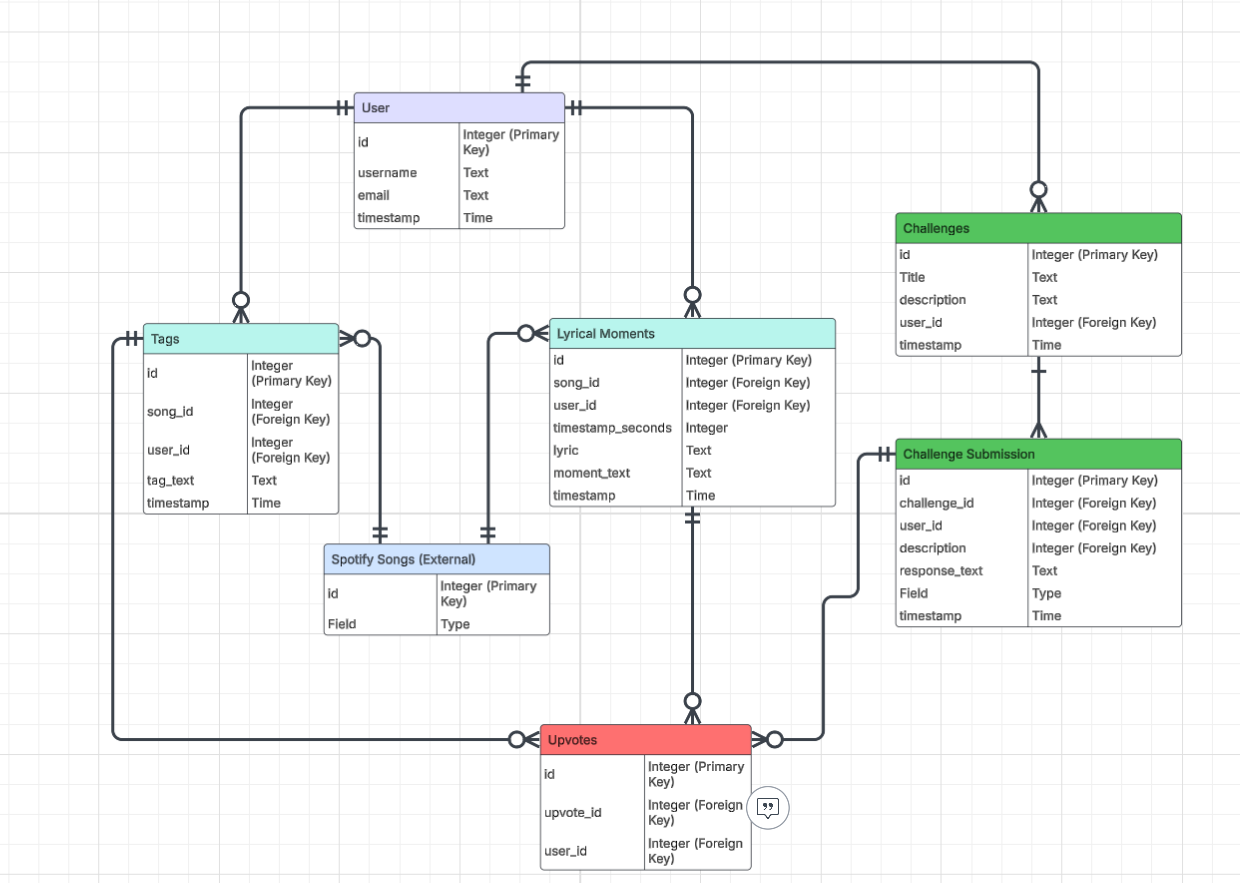 User
id
Integer (Primary
Key)
username
Text
email
Text
timestamp
Time
Challenges
id
Integer (Primary Key)
Title
Text
description
Text
user_id
Integer (Foreign Key)
timestamp
Time
Tags
id
Integer
(Primary Key)
song_id
Integer
(Foreign Key)
user_id
Integer
(Foreign Key)
tag_text
Text
timestamp
Time
Lyrical Moments
id
Integer (Primary Key)
song_id
Integer (Foreign Key)
user_id
Integer (Foreign Key)
timestamp_seconds
Integer
lyric
Text
moment_text
Text
timestamp
Time
Challenge Submission
id
Integer (Primary Key)
challenge_id
Integer (Foreign Key)
user_id
Integer (Foreign Key)
description
Integer (Foreign Key)
response_text
Text
Field
Type
timestamp
Time
Spotify Songs (External)
id
Integer (Primary
Key)
Field
Type
Upvotes
id
Integer (Primary
Key)
upvote_id
Integer (Foreign
Key)
user_id
Integer (Foreign
Key)